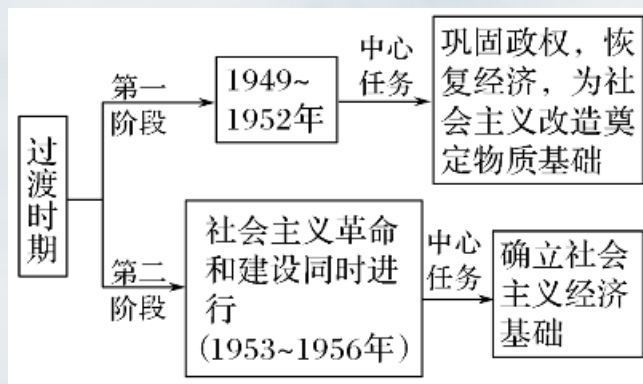 过渡时期
第一
阶段
1949~
1952年
中心
任务
巩固政权，恢
复经济，为社
会主义改造奠
定物质基础
第二
阶段
社会主义革命
和建设同时进
行
(1953~1956年)
中心
任务
确立社会
主义经济
基础